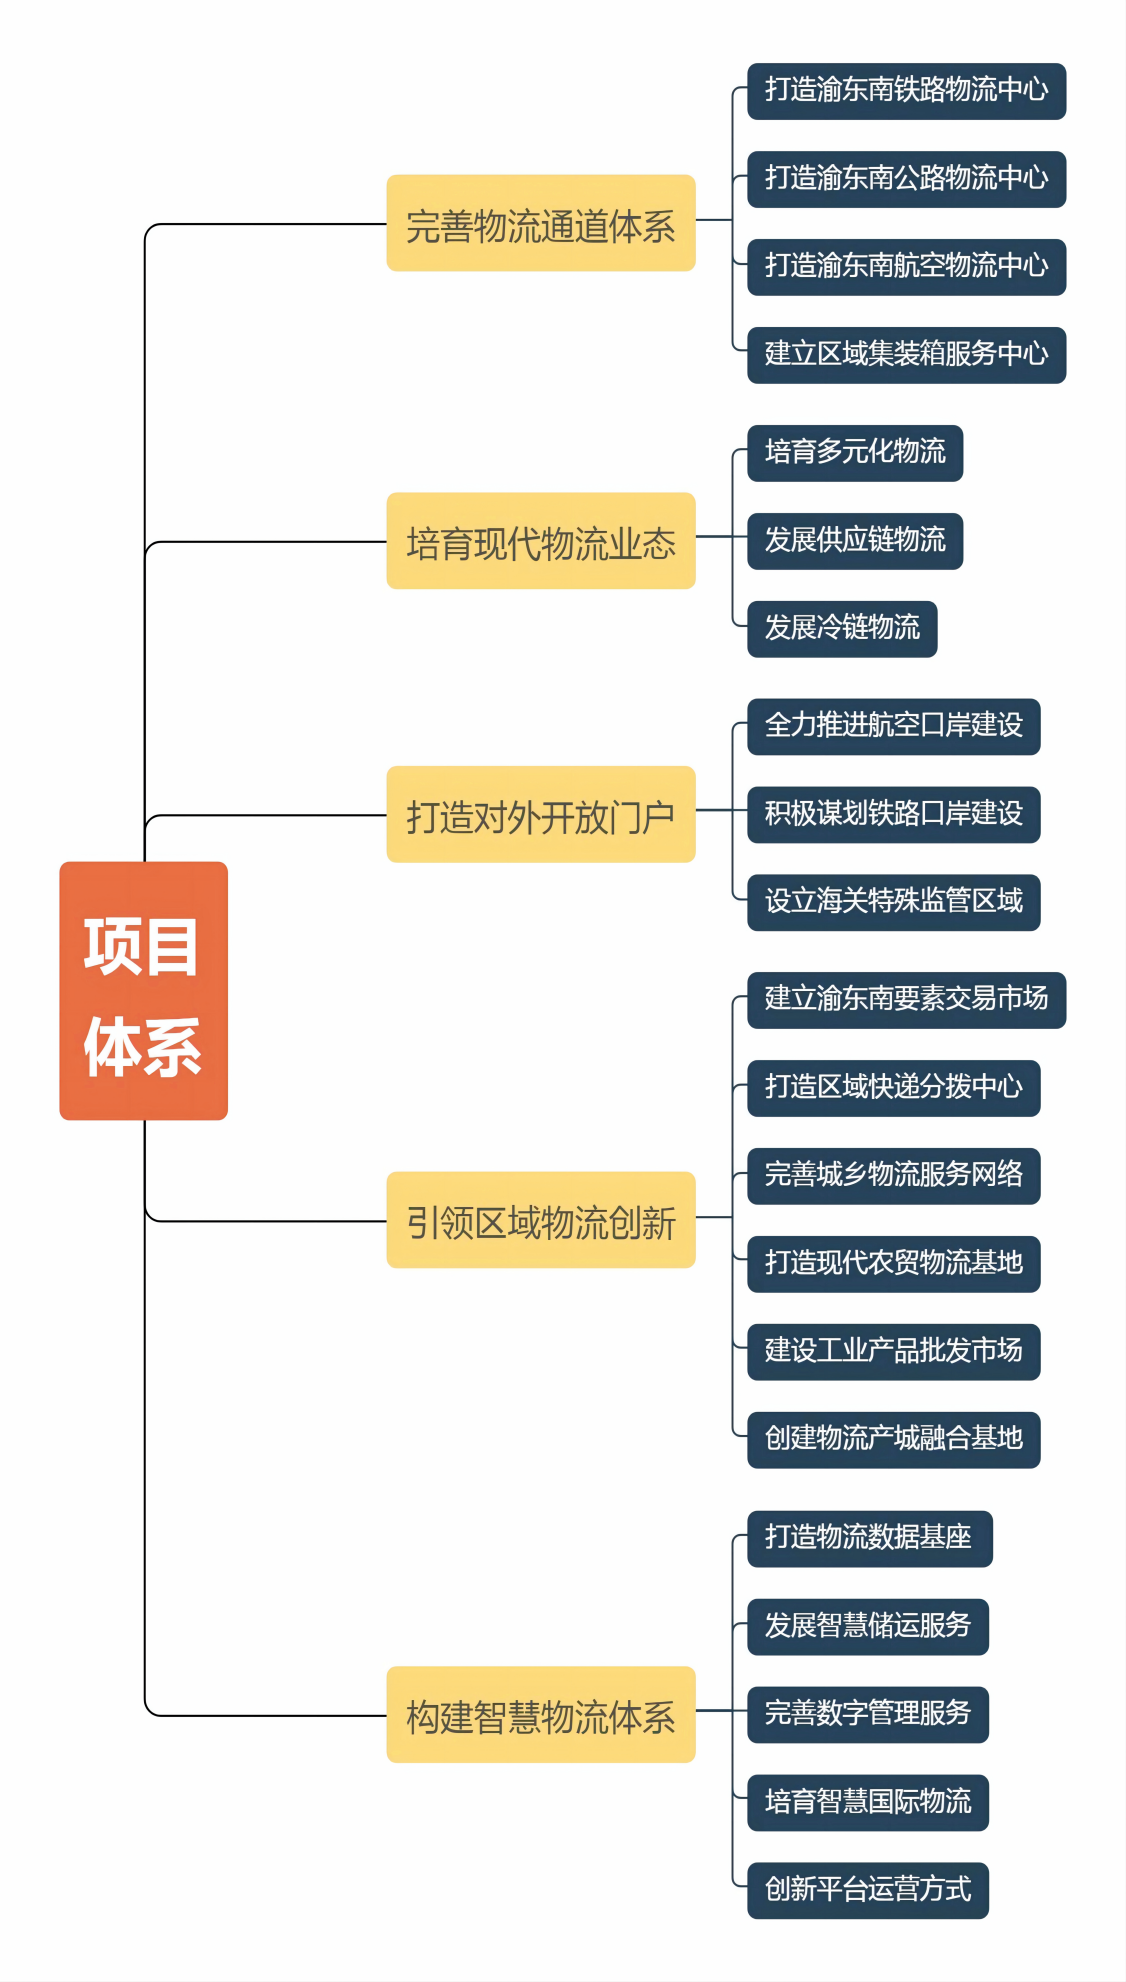 项目
体系
完善物流通道体系
打造渝东南铁路物流中心
打造渝东南公路物流中心
打造渝东南航空物流中心
建立区域集装箱服务中心
培育现代物流业态
培育多元化物流
发展供应链物流
发展冷链物流
打造对外开放门户
全力推进航空口岸建设
积极谋划铁路口岸建设
设立海关特殊监管区域
引领区域物流创新
建立渝东南要素交易市场
打造区域快递分拨中心
完善城乡物流服务网络
打造现代农贸物流基地
建设工业产品批发市场
创建物流产城融合基地
构建智慧物流体系
打造物流数据基座
发展智慧储运服务
完善数字管理服务
培育智慧国际物流
创新平台运营方式